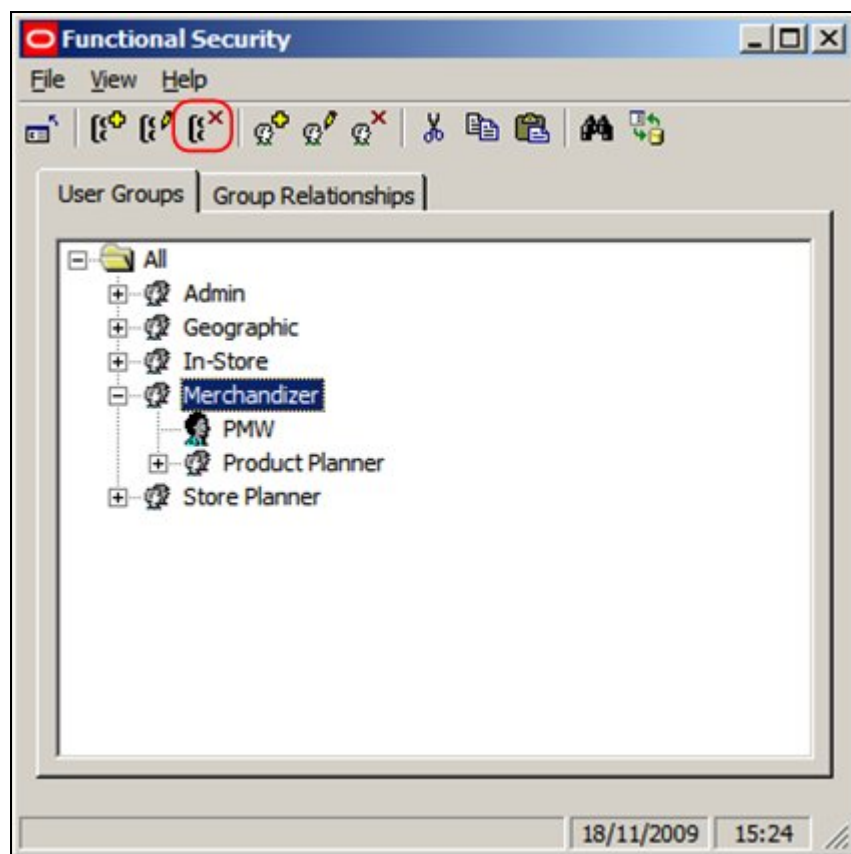 Functional Security
File View Help
User Groups Group Relationships
All
Admin
Geographic
In-Store
Merchandizer
PMW
Product Planner
Store Planner
18/11/2009 15:24